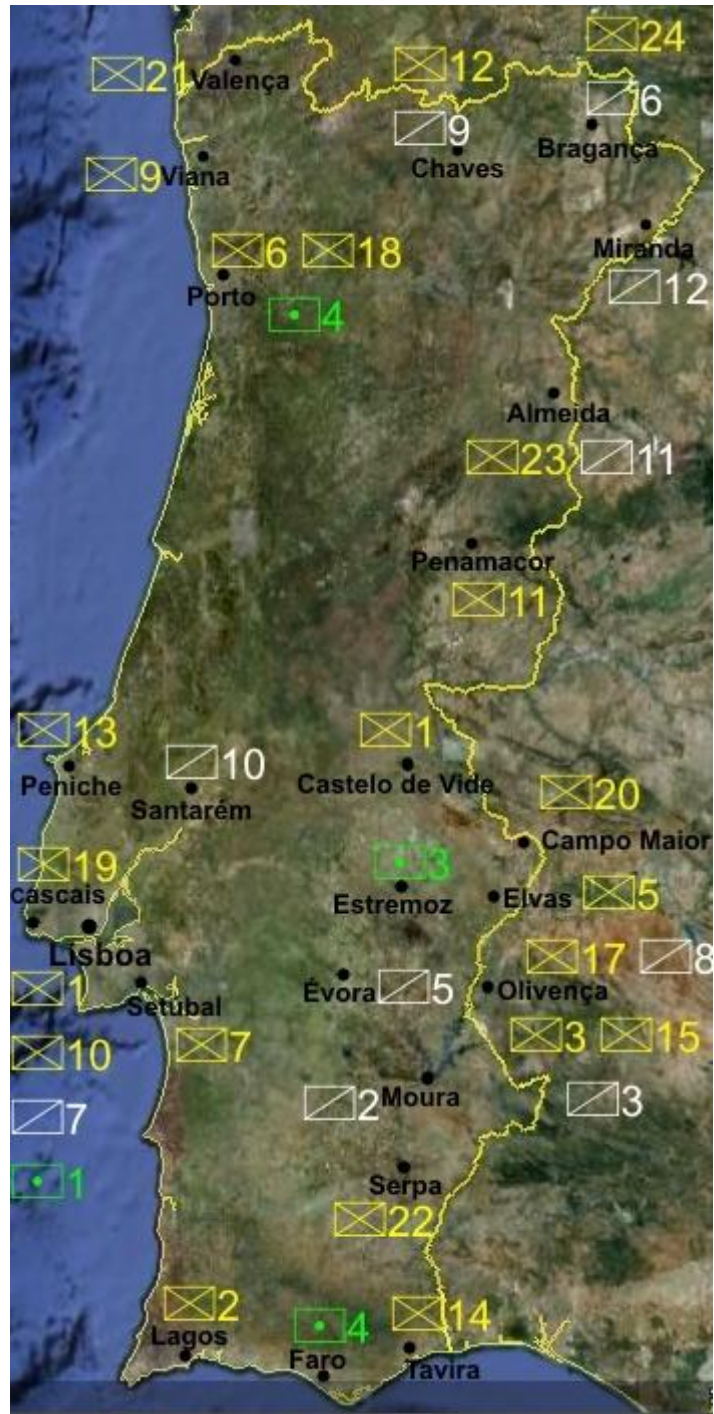 24
21
Valença
12
6
9
Bragança
Chaves
9
Viana
Miranda
6
18
12
Porto
4
Almeida
23
11
Penamacor
11
13
1
10
Peniche
Castelo de Vide
Santarém
20
Campo Maior
19
3
cascais
Estremoz
Elvas
5
Lisboa
17
8
1
Setúbal
Évora
5
Olivença
10
7
3
15
Moura
7
2
3
1
Serpa
22
2
4
14
Lagos
Faro
Tavira